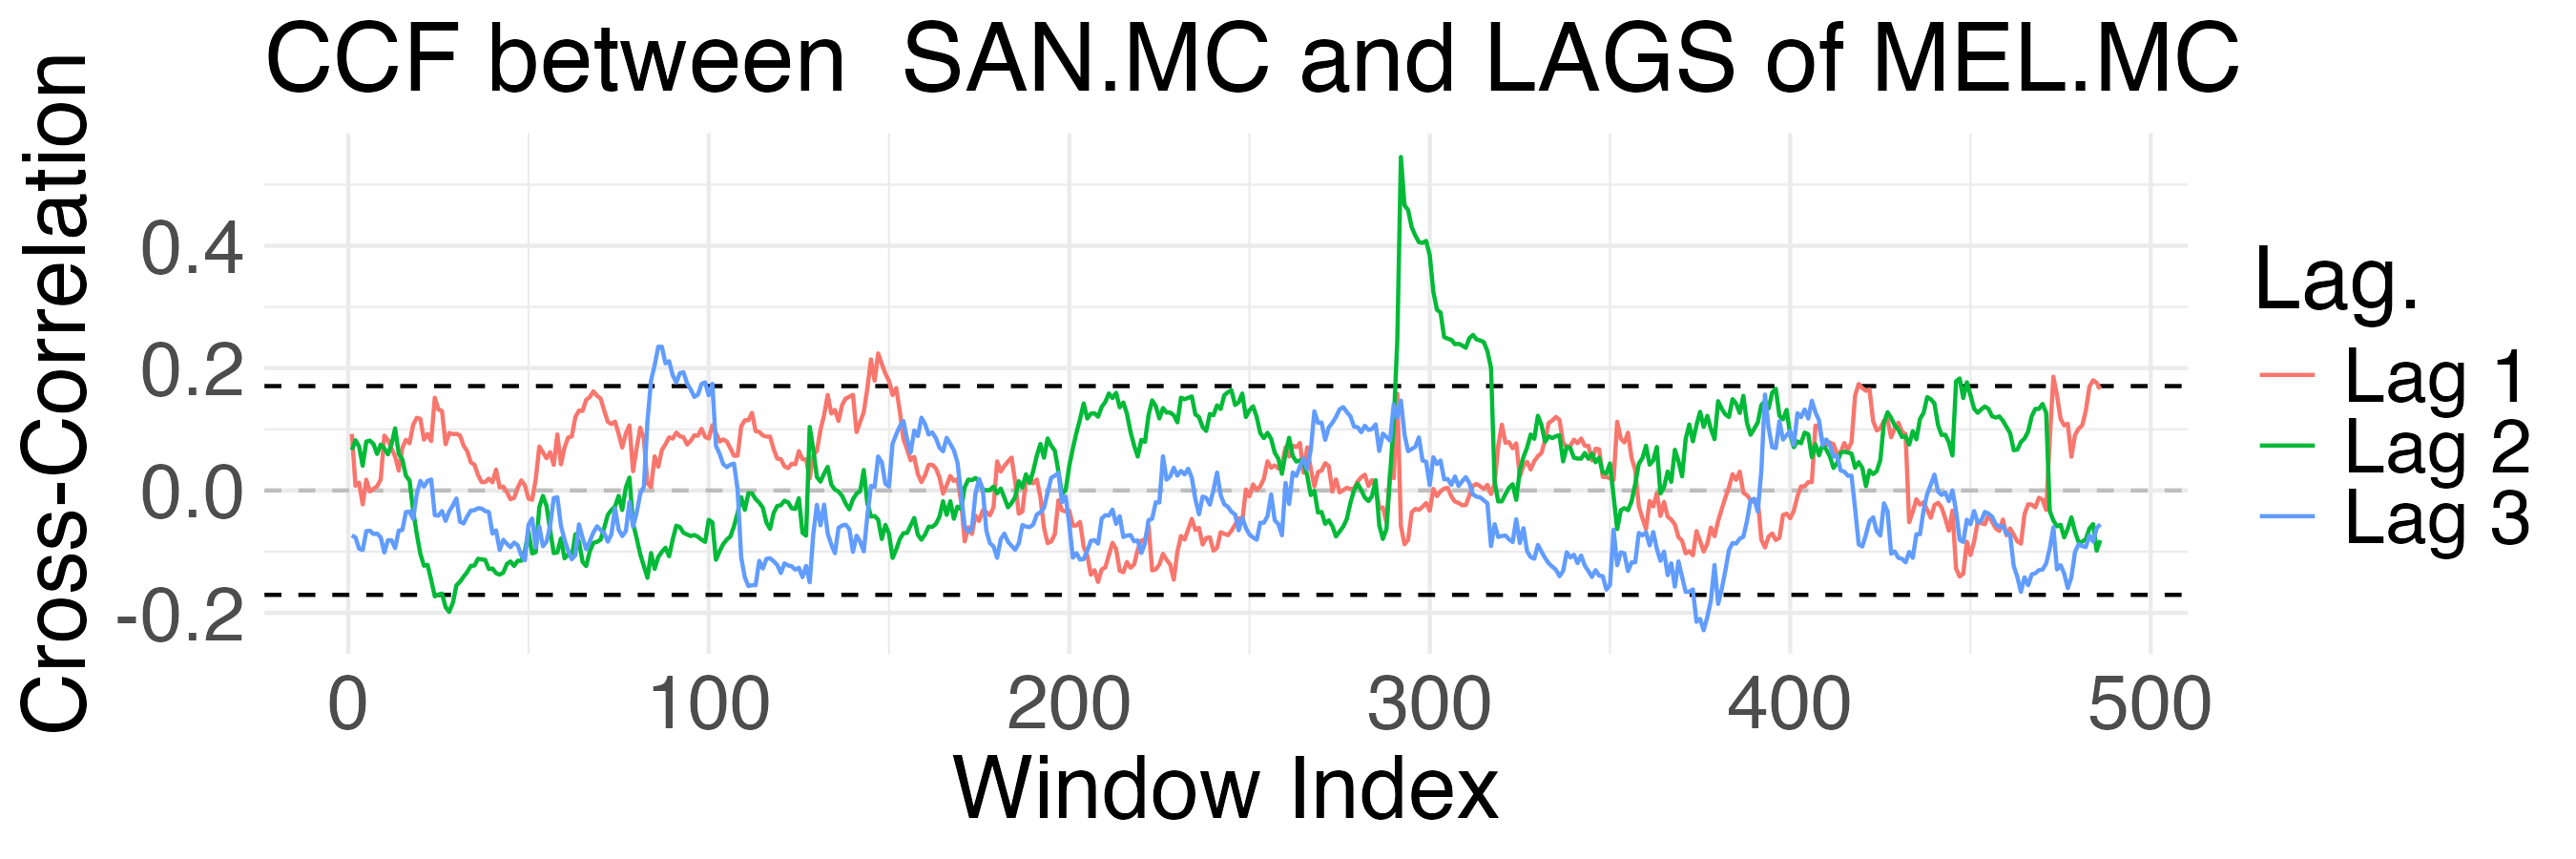 CCF between  SAN.MC and LAGS of MEL.MC
Cross-Correlation
0.4
0.2
0.0
-0.2
0 100 200 300 400 500
Window Index
Lag.
Lag 1
Lag 2
Lag 3